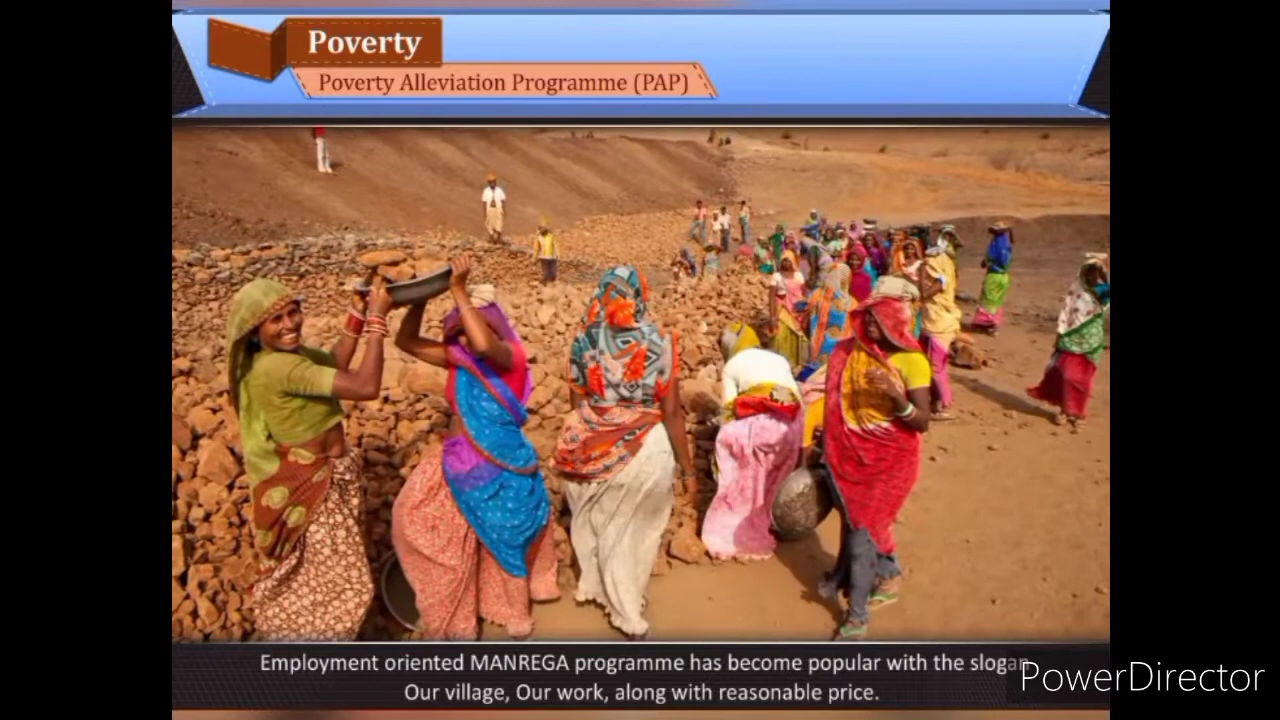 Poverty
Poverty Alleviation Programme (PAP)
Employment oriented MANREGA programme has become popular with the slogan
Our village, Our work, along with reasonable price.
PowerDirector